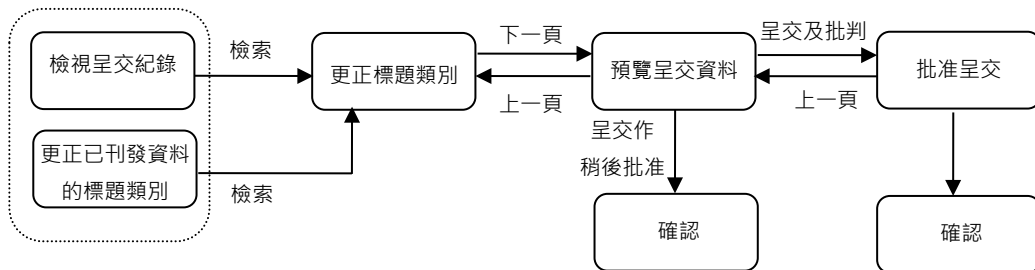 檢視呈交紀錄
檢索
更正已刊發資料
的標題類別
檢索
更正標題類別
下一頁
上一頁
預覽呈交資料
呈交及批判
上一頁
批准呈交
呈交作
稍後批准
確認
確認